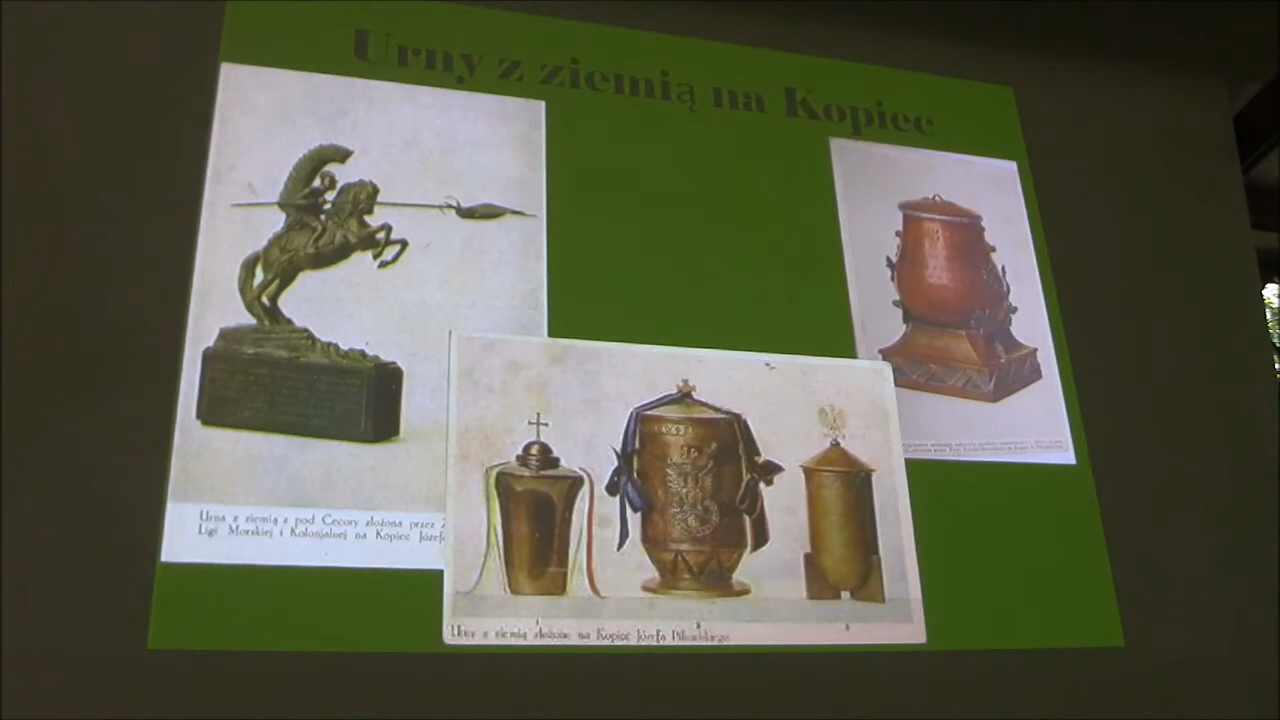 Urny z ziemią na Kopiec
Urna z ziemią z pod Cecory złożona przez
Ligi Morskiej i Kolonjalnej na Kopiec Józefa
Urny z ziemią złożone na Kopiec Józefa Piłsudskiego